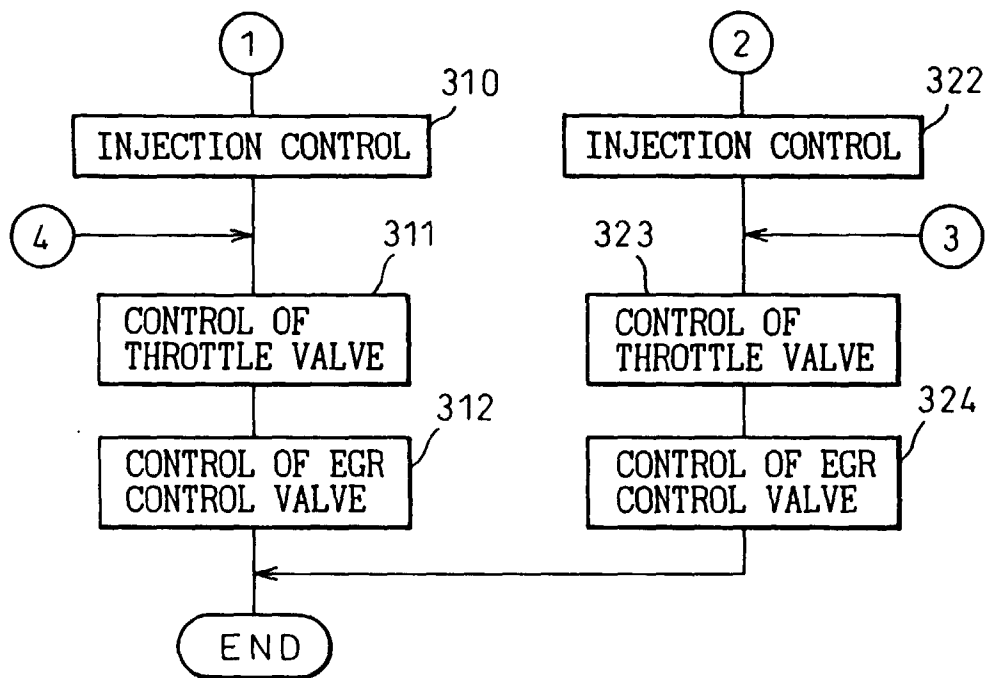 1
2
310
322
INJECTION CONTROL
INJECTION CONTROL
4
311
323
3
CONTROL OF
THROTTLE VALVE
CONTROL OF
THROTTLE VALVE
312
324
CONTROL OF EGR
CONTROL VALVE
CONTROL OF EGR
CONTROL VALVE
END